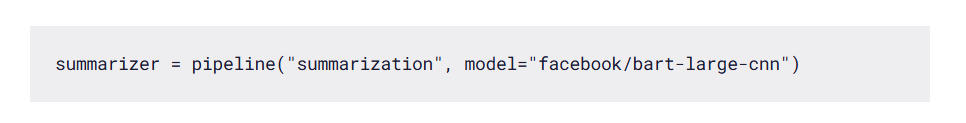 summarizer = pipeline("summarization", model="facebook/bart-large-cnn")